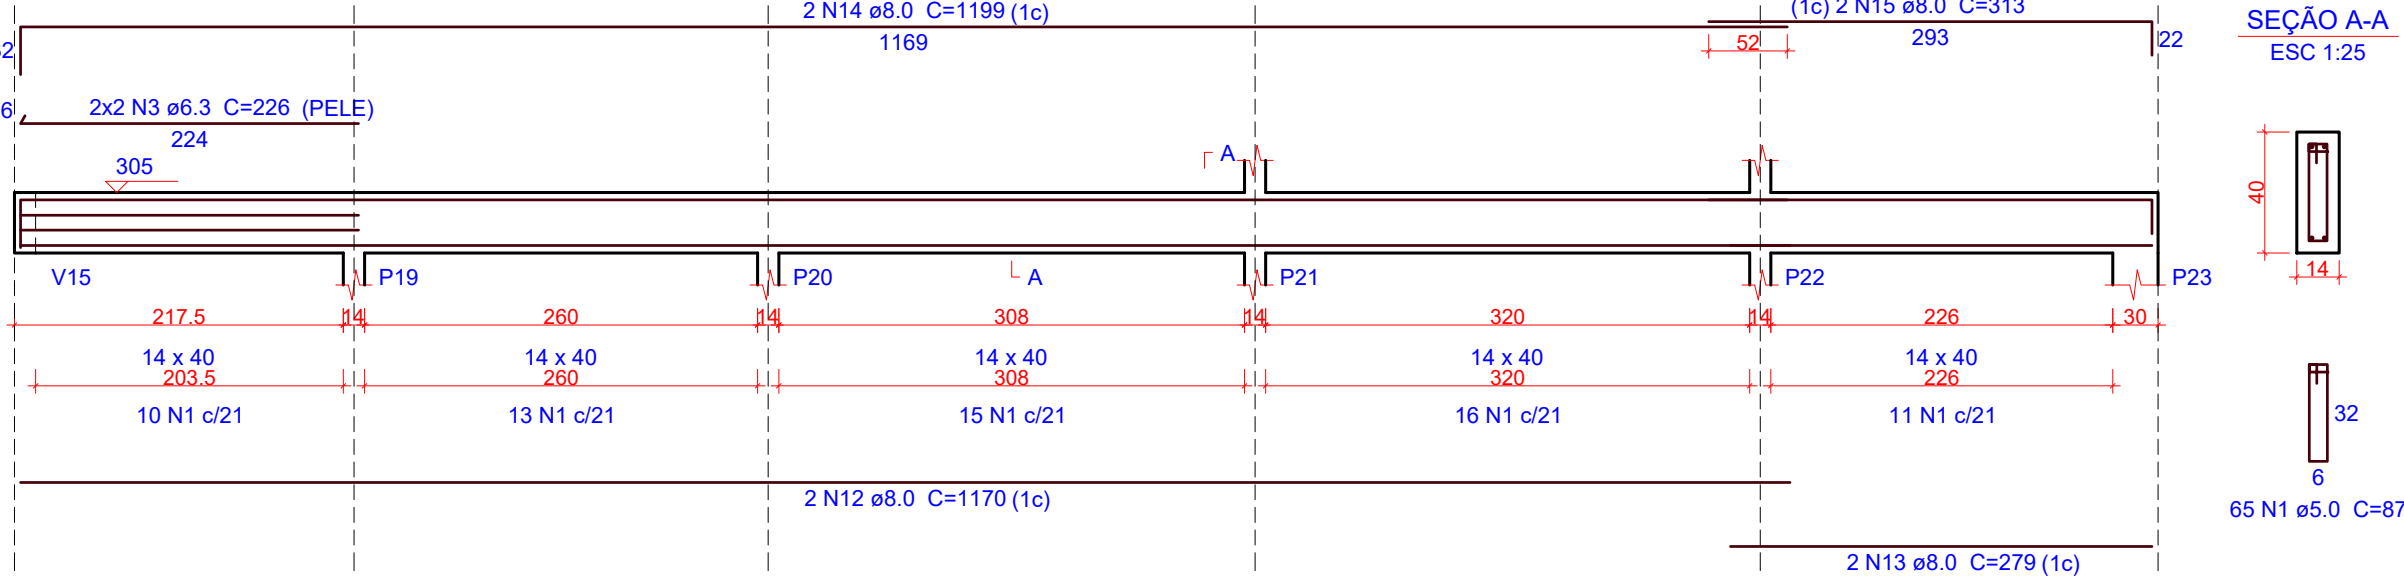 2 N14 ø8.0 C=1199 (1c)
(1c) 2 N15 ø8.0 C=313
SEÇÃO A-A
1169
52
293
22
ESC 1:25
6
2x2 N3 ø6.3 C=226 (PELE)
224
305
A
40
14
V15
P19
P20
A
P21
P22
P23
217.5
14
260
14
308
14
320
14
226
30
14 x 40
14 x 40
14 x 40
14 x 40
14 x 40
203.5
260
308
320
226
10 N1 c/21
13 N1 c/21
15 N1 c/21
16 N1 c/21
11 N1 c/21
32
6
2 N12 ø8.0 C=1170 (1c)
65 N1 ø5.0 C=87
2 N13 ø8.0 C=279 (1c)